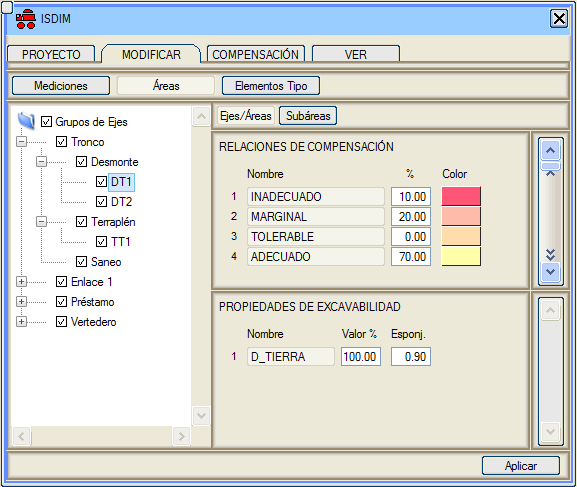 ISDIM
PROYECTO MODIFICAR COMPENSACIÓN VER
Mediciones Áreas Elementos Tipo
Grupos de Ejes
Tronco
Desmonte
DT1
DT2
Terraplén
TT1
Saneo
Enlace 1
Préstamo
Vertedero
Ejes/Áreas Subáreas
RELACIONES DE COMPENSACIÓN
Nombre % Color
1 INADECUADO 10.00
2 MARGINAL 20.00
3 TOLERABLE 0.00
4 ADECUADO 70.00
PROPIEDADES DE EXCAVABILIDAD
Nombre Valor % Esponj.
1 D_TIERRA 100.00 0.90
Aplicar